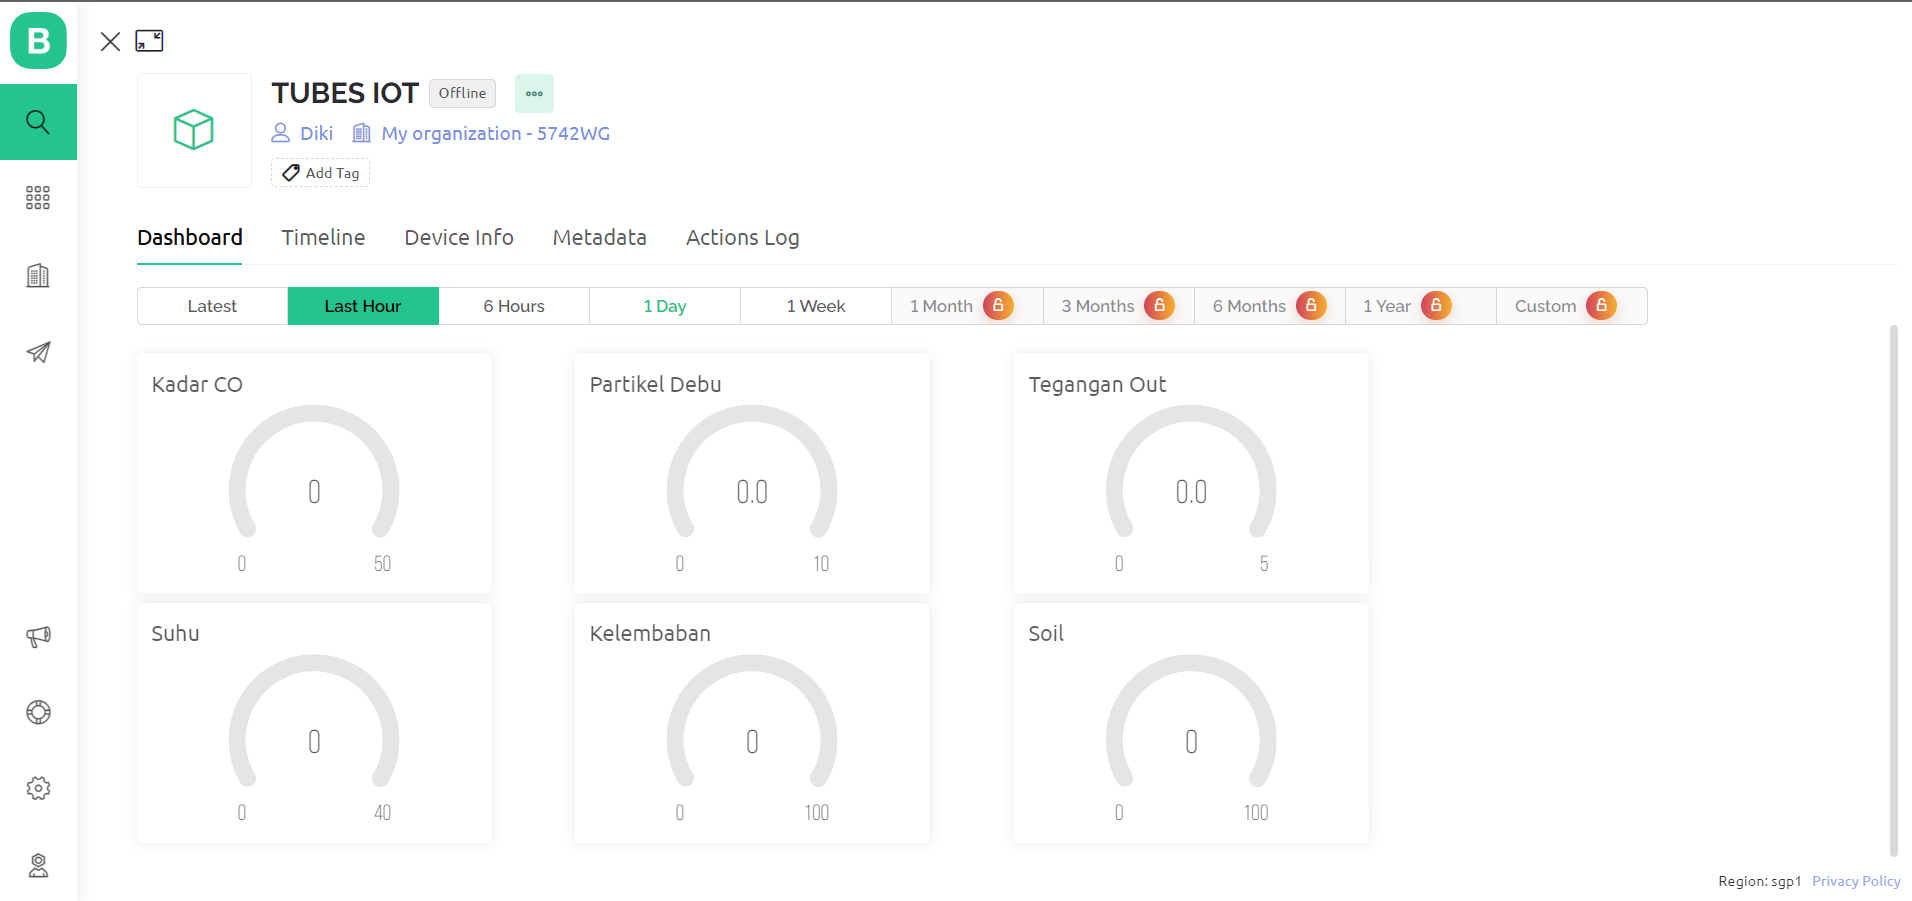 B
TUBES IOT Offline
Diki My organization - 5742WG
Add Tag
Dashboard Timeline Device Info Metadata Actions Log
Latest Last Hour 6 Hours 1 Day 1 Week 1 Month 3 Months 6 Months 1 Year Custom
Kadar CO
0
0 50
Partikel Debu
0.0
0 10
Tegangan Out
0.0
0 5
Suhu
0
0 40
Kelembaban
0
0 100
Soil
0
0 100
Region: sgp1 Privacy Policy